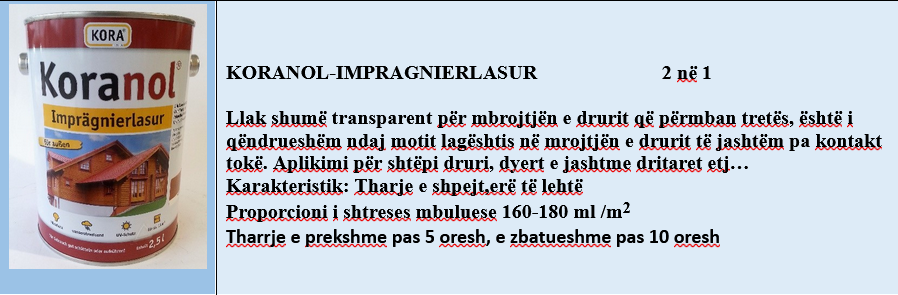 KORA
Koranol
Imprägnierlasur
für außen
2,5 l
KORANOL-IMPRAGNIERLASUR 2 në 1
Llak shumë transparent për mbrojtjën e drurit që përmban tretës, është i
qëndrueshëm ndaj motit lagështis në mrojtjën e drurit të jashtëm pa kontakt
tokë. Aplikimi për shtëpi druri, dyert e jashtme dritaret etj...
Karakteristik: Tharje e shpejt,erë të lehtë
Proporcioni i shtreses mbuluese 160-180 ml /m²
Tharrje e prekshme pas 5 oresh, e zbatueshme pas 10 oresh